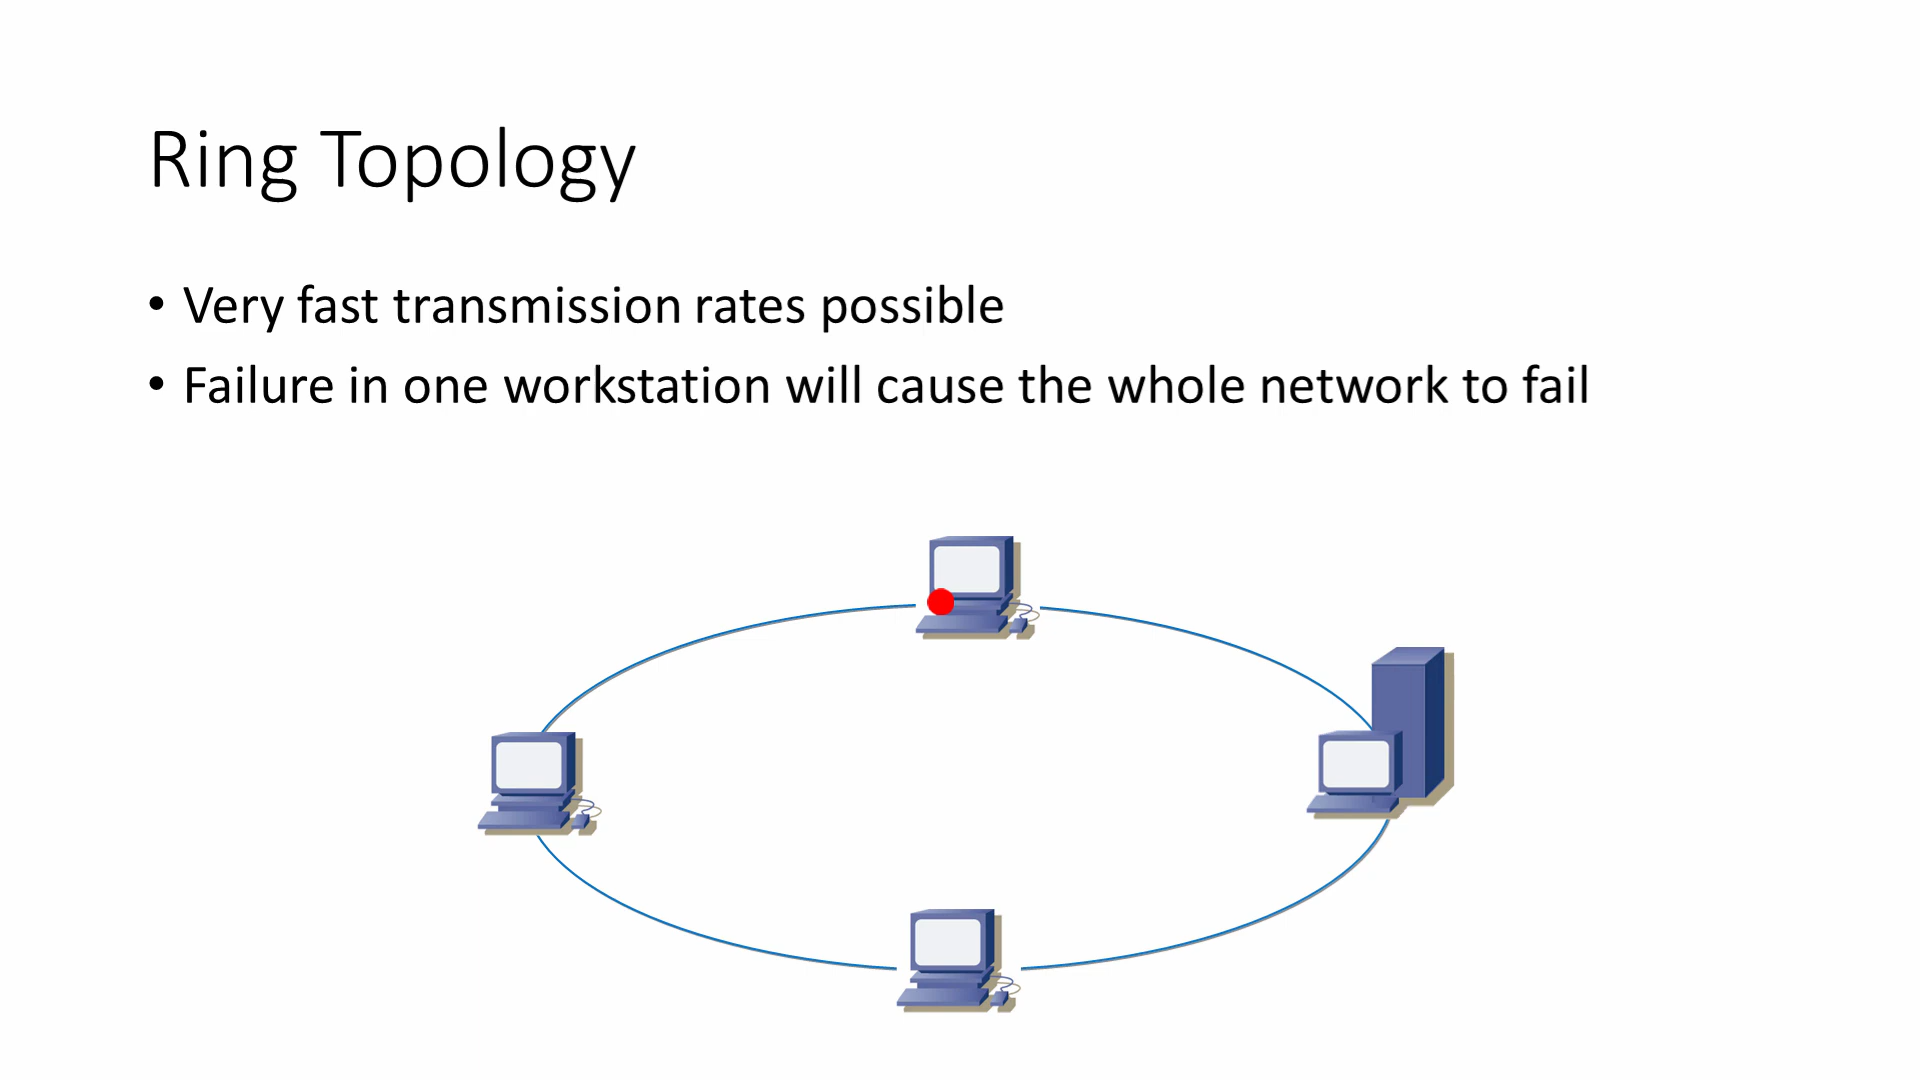 Ring Topology
• Very fast transmission rates possible
• Failure in one workstation will cause the whole network to fail